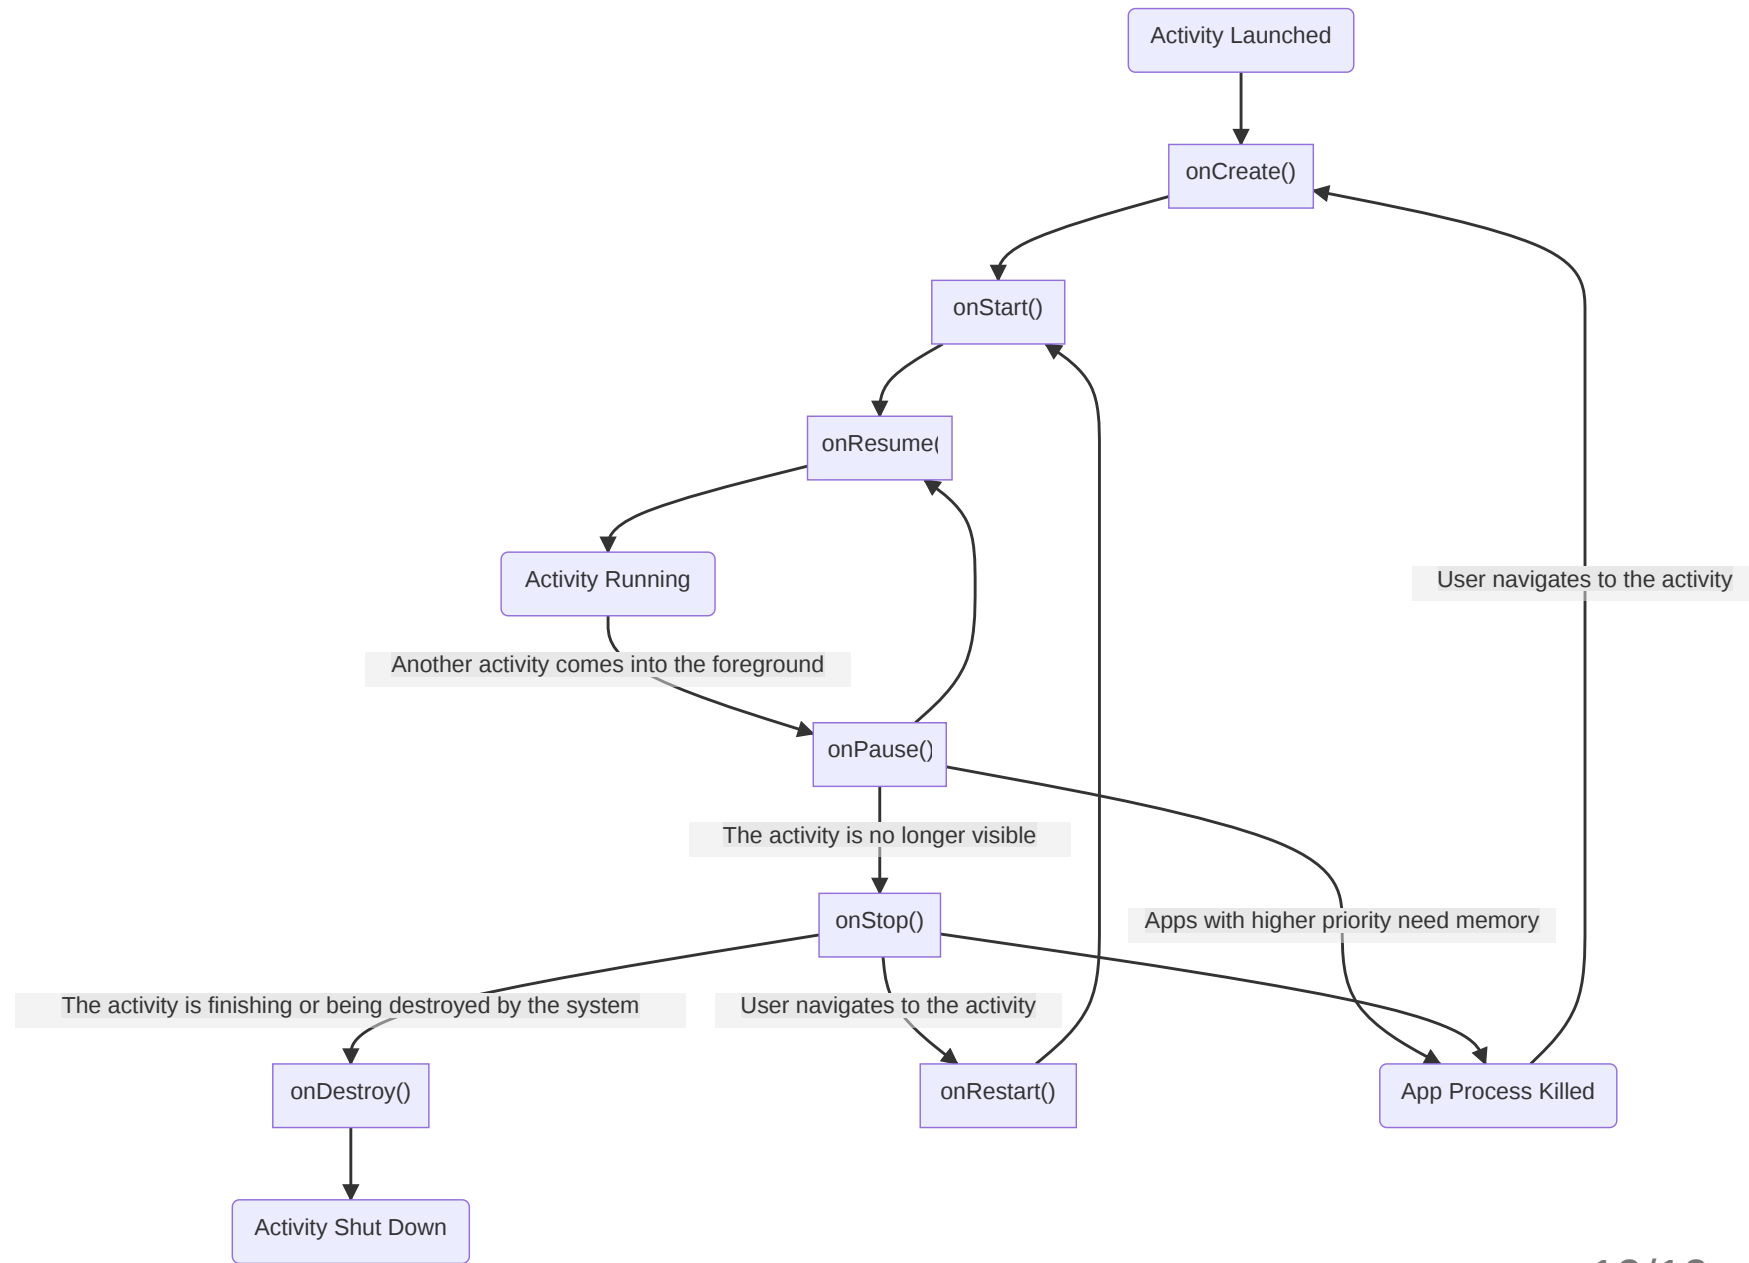 Activity Launched
onCreate()
onStart()
onResume(
Activity Running
User navigates to the activity
Another activity comes into the foreground
onPause()
The activity is no longer visible
onStop()
Apps with higher priority need memory
The activity is finishing or being destroyed by the system
User navigates to the activity
onDestroy()
onRestart()
App Process Killed
Activity Shut Down